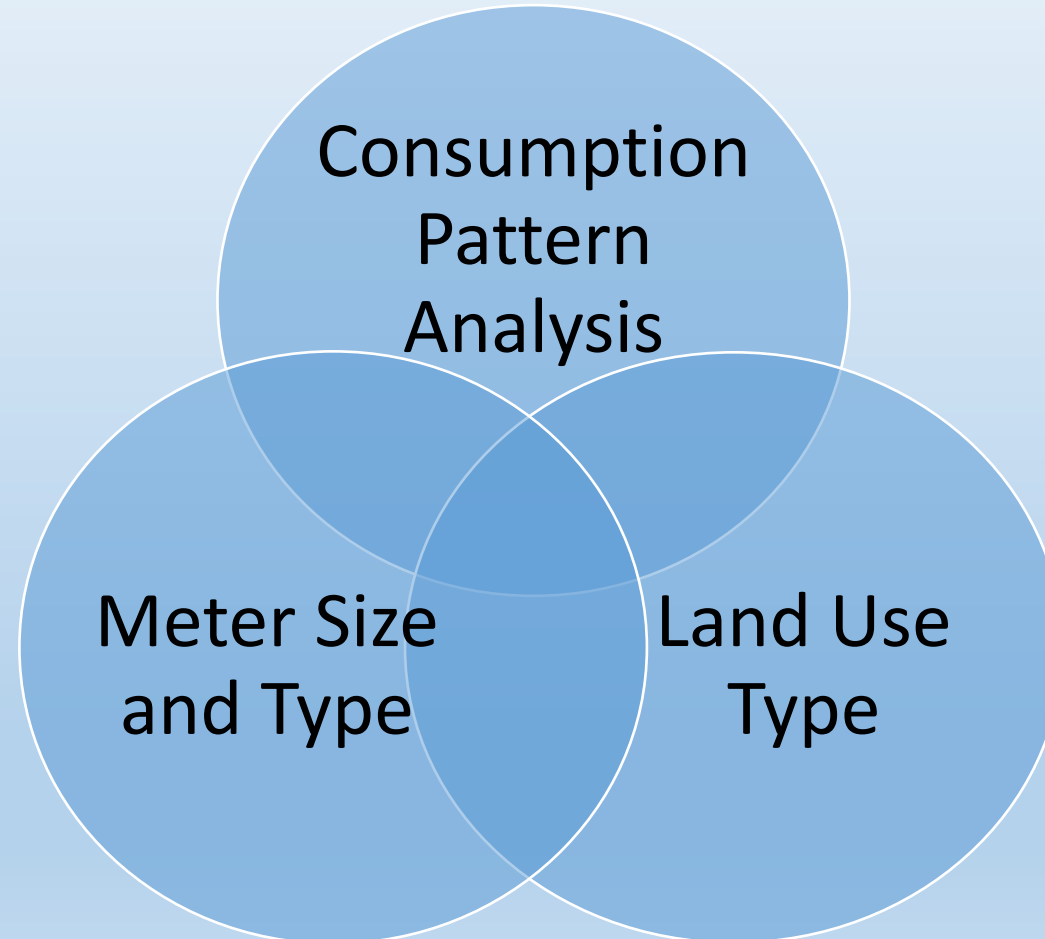 Consumption
Pattern
Analysis
Meter Size
and Type
Land Use
Type